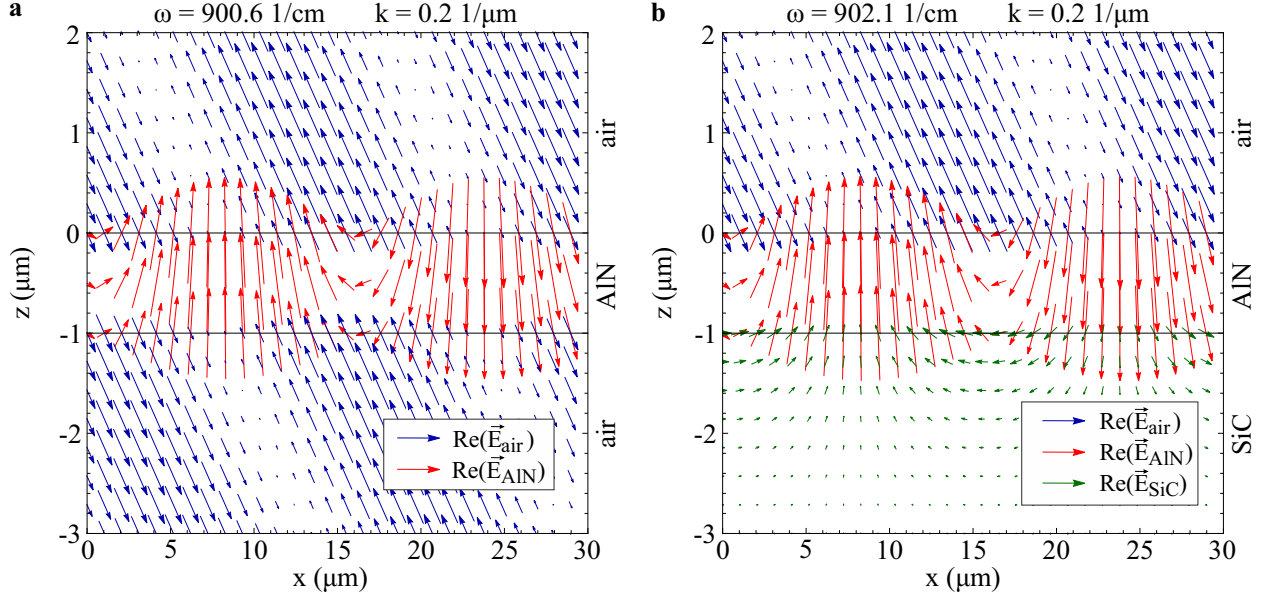 a
ω = 900.6 1/cm k = 0.2 1/μm
2
1
0
-1
-2
-3
z (μm)
0 5 10 15 20 25 30
x (μm)
air
AlN
air
Re(E⃗air)
Re(E⃗AlN)
b
ω = 902.1 1/cm k = 0.2 1/μm
2
1
0
-1
-2
-3
z (μm)
0 5 10 15 20 25 30
x (μm)
air
AlN
SiC
Re(E⃗air)
Re(E⃗AlN)
Re(E⃗SiC)